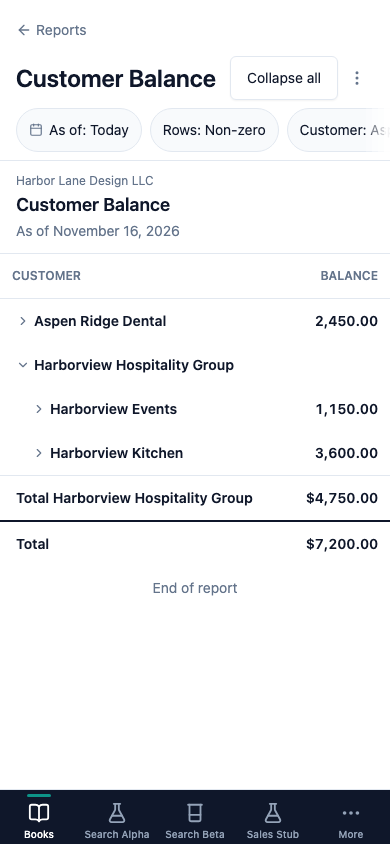 Reports
Customer Balance
Collapse all
As of: Today
Rows: Non-zero
Customer: As
Harbor Lane Design LLC
Customer Balance
As of November 16, 2026
CUSTOMER BALANCE
Aspen Ridge Dental 2,450.00
Harborview Hospitality Group
Harborview Events 1,150.00
Harborview Kitchen 3,600.00
Total Harborview Hospitality Group $4,750.00
Total $7,200.00
End of report
Books
Search Alpha
Search Beta
Sales Stub
More